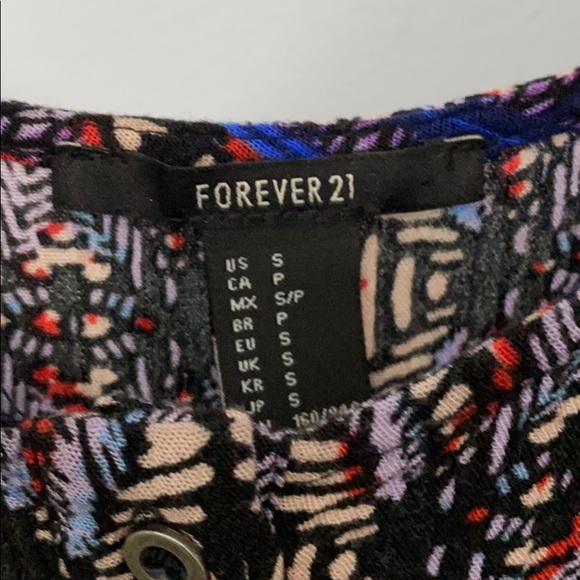 FOREVER 21
US S
CA P
MX S/P
BR P
EU S
UK S
KR S
JP S